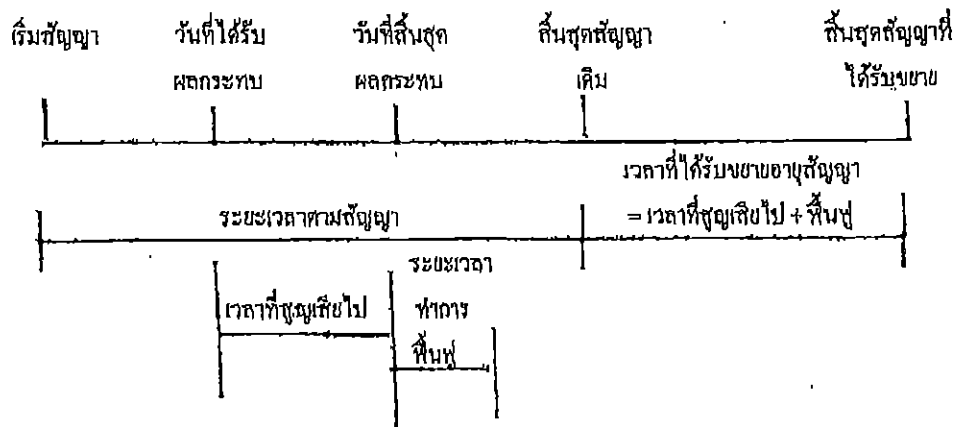 เริ่มสัญญา วันที่ได้รับ วันที่สิ้นสุด สิ้นสุดสัญญา สิ้นสุดสัญญาที่
ผลกระทบ ผลกระทบ เดิม ได้รับขยาย
เวลาที่ได้รับขยายอายุสัญญา
ระยะเวลาตามสัญญา = เวลาที่สูญเสียไป + ฟื้นฟู
ระยะเวลา
เวลาที่สูญเสียไป ทำการ
ฟื้นฟู